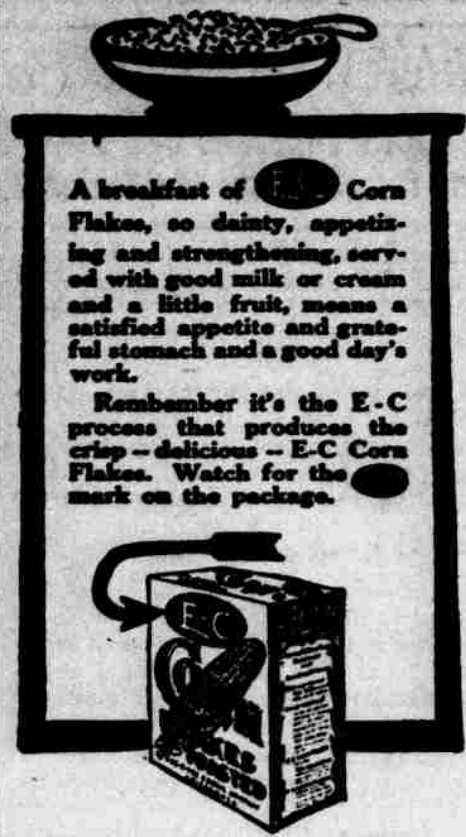 A breakfast of E-C Corn
Flakes, so dainty, appetiz-
ing and strengthening, serv-
ed with good milk or cream
and a little fruit, means a
satisfied appetite and grate-
ful stomach and a good day's
work.
Rembember it's the E-C
process that produces the
crisp – delicious – E-C Corn
Flakes. Watch for the
mark on the package.
E-C
TOASTED